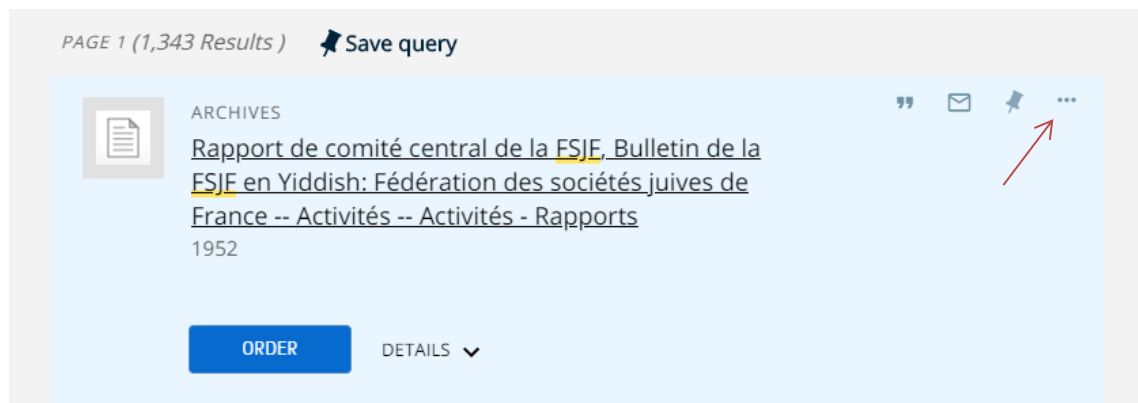 PAGE 1 (1,343 Results )
Save query
ARCHIVES
Rapport de comité central de la FSJF, Bulletin de la
FSJF en Yiddish: Fédération des sociétés juives de
France -- Activités -- Activités - Rapports
1952
ORDER
DETAILS